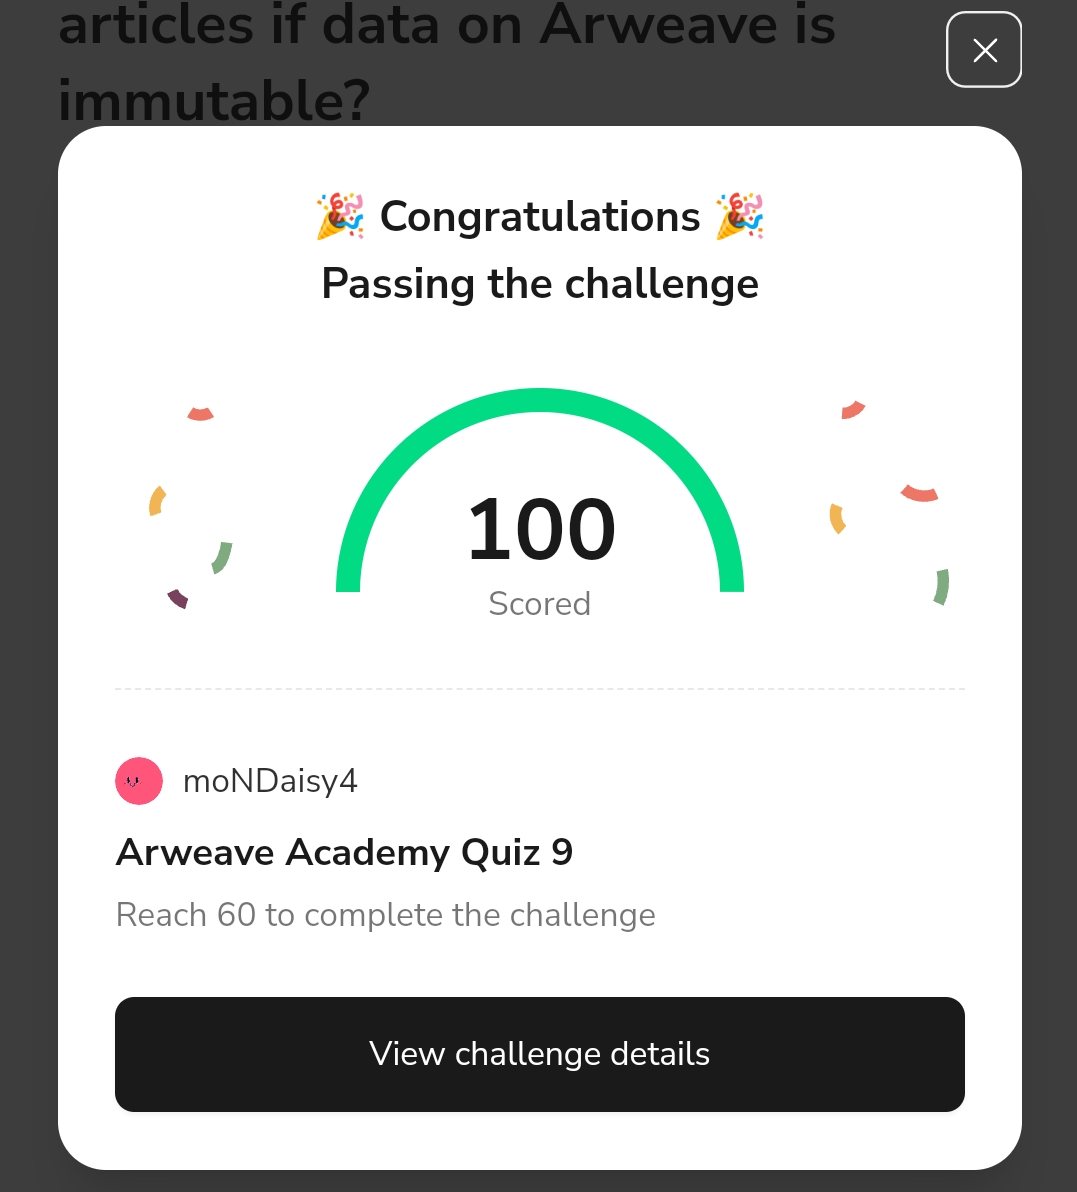 articles if data on Arweave is
immutable?
🎉 Congratulations 🎉
Passing the challenge
100
Scored
moNDaisy4
Arweave Academy Quiz 9
Reach 60 to complete the challenge
View challenge details